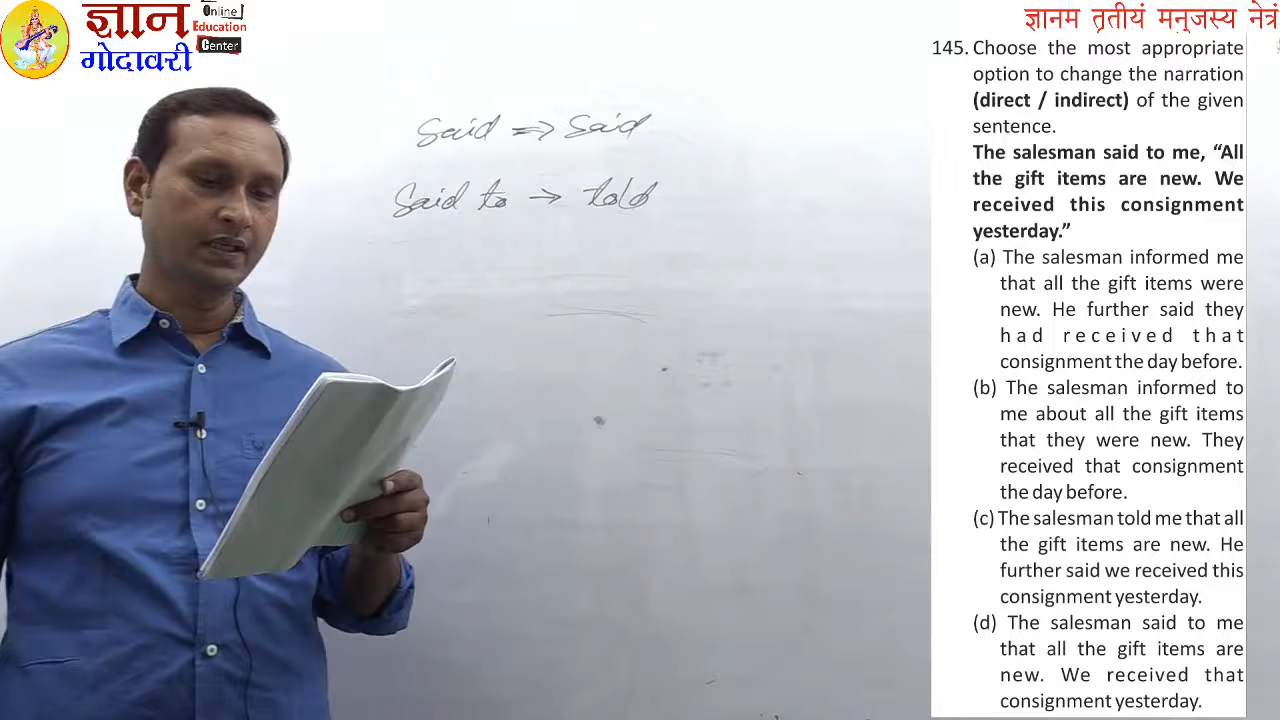 ज्ञान
Online
Education
Center
गोदावरी
ज्ञानम तृतीयं मनुजस्य नेत्रं
Said ⇒ Said
Said to → told
145. Choose the most appropriate
option to change the narration
(direct / indirect) of the given
sentence.
The salesman said to me, “All
the gift items are new. We
received this consignment
yesterday.”
(a) The salesman informed me
that all the gift items were
new. He further said they
had received that
consignment the day before.
(b) The salesman informed to
me about all the gift items
that they were new. They
received that consignment
the day before.
(c) The salesman told me that all
the gift items are new. He
further said we received this
consignment yesterday.
(d) The salesman said to me
that all the gift items are
new. We received that
consignment yesterday.